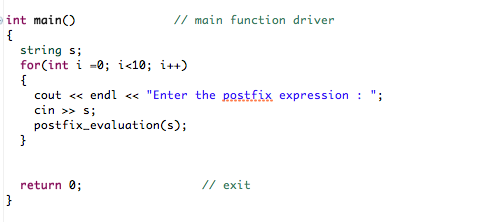 int main()                // main function driver
{
  string s;
  for(int i =0; i<10; i++)
  {
    cout << endl << "Enter the postfix expression : ";
    cin >> s;
    postfix_evaluation(s);
  }
  return 0;                 // exit
}